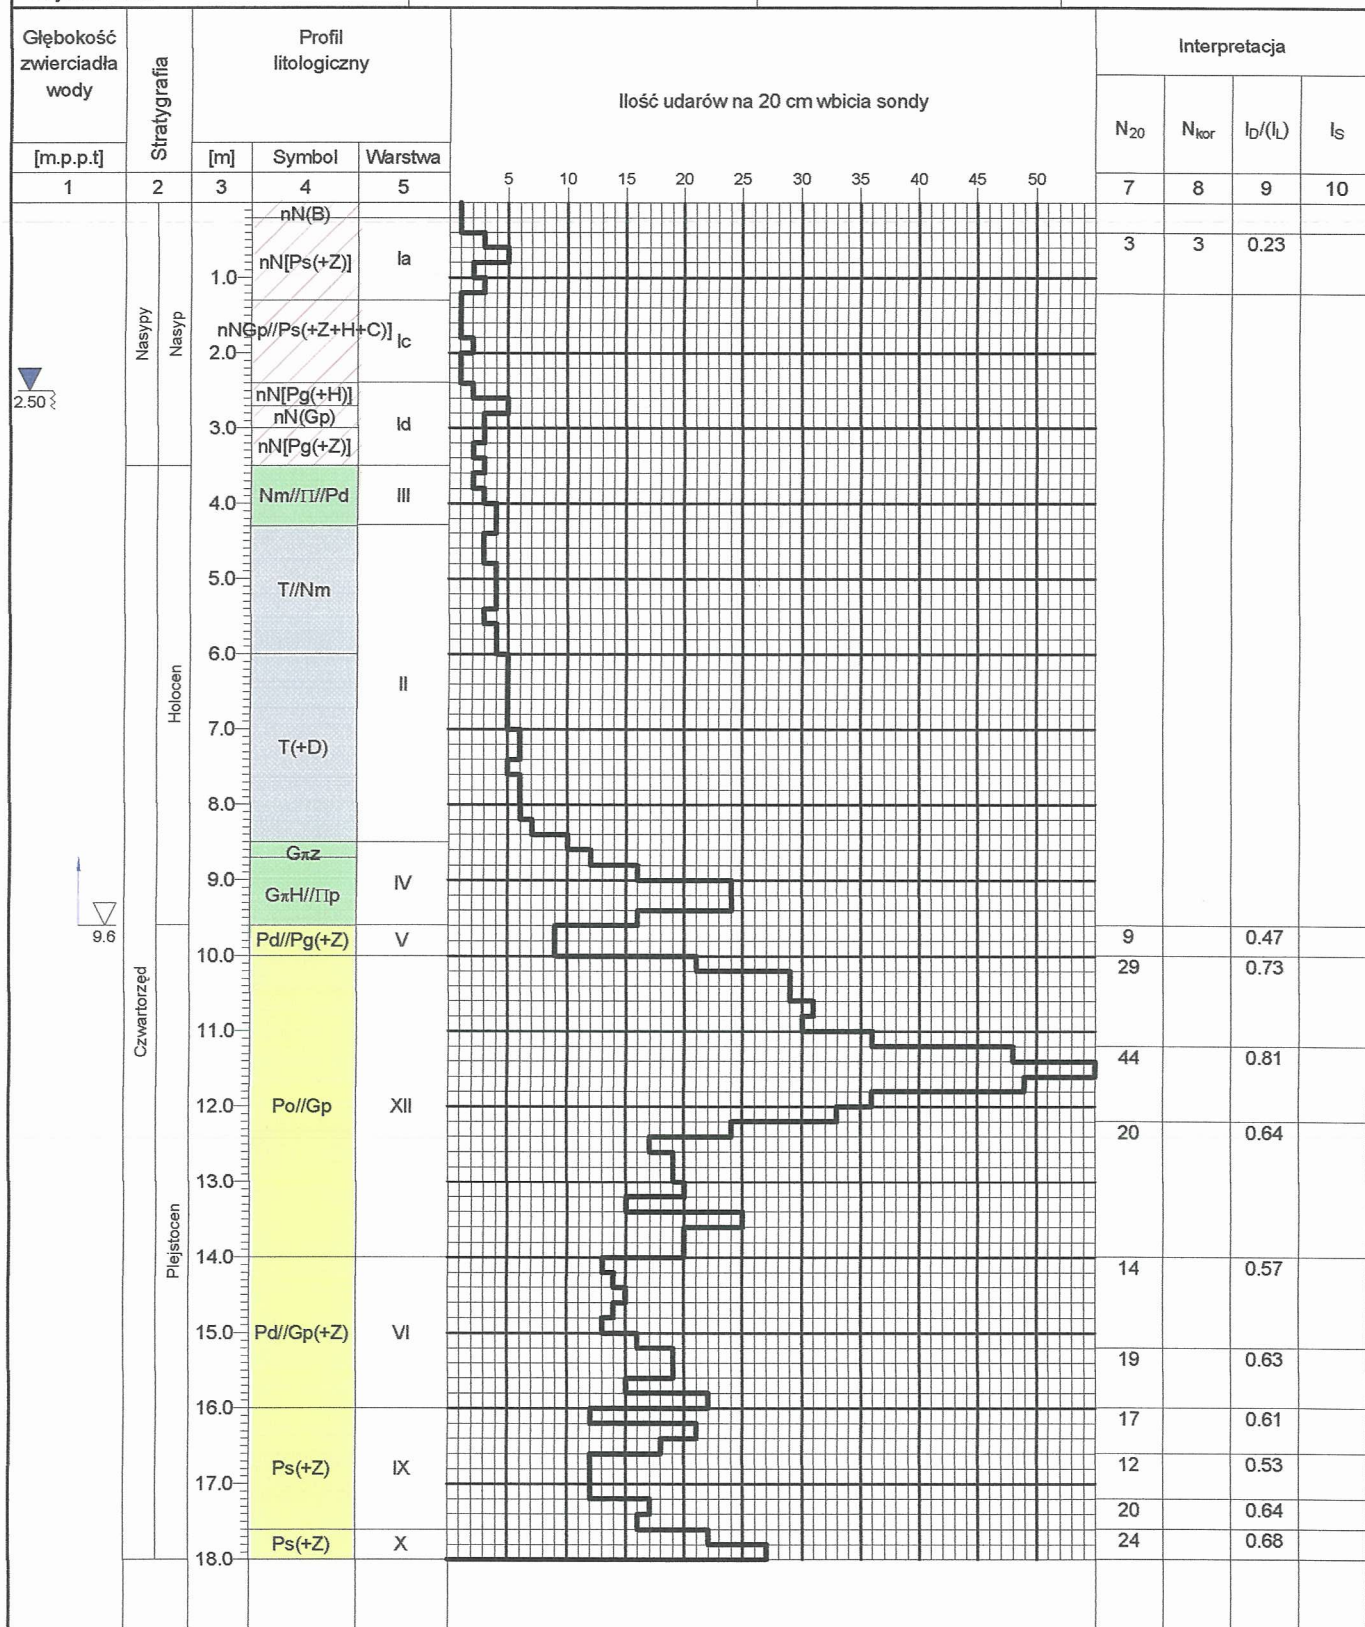 Głębokość
zwierciadła
wody
Stratygrafia
Profil
litologiczny
Ilość udarów na 20 cm wbicia sondy
Interpretacja
N20
Nkor
ID/(IL)
IS
[m.p.p.t]
[m]
Symbol
Warstwa
5 10 15 20 25 30 35 40 45 50
1 2 3 4 5 7 8 9 10
nN(B)
3 3 0.23
nN[Ps(+Z)] Ia
1.0
Nasypy
Nasyp
nNGp//Ps(+Z+H+C)] Ic
2.0
nN[Pg(+H)]
2.50
nN(Gp)
Id
3.0
nN[Pg(+Z)]
Nm//Π//Pd III
4.0
T//Nm
5.0
6.0
II
Holocen
7.0
T(+D)
8.0
Gπz
9.0
IV
GπH//Πp
9.6
Pd//Pg(+Z) V
9 0.47
10.0
29 0.73
Czwartorzęd
11.0
44 0.81
12.0 Po//Gp XII
20 0.64
13.0
Plejstocen
14.0
14 0.57
15.0 Pd//Gp(+Z) VI
19 0.63
16.0
17 0.61
Ps(+Z) IX
12 0.53
17.0
20 0.64
Ps(+Z) X
24 0.68
18.0